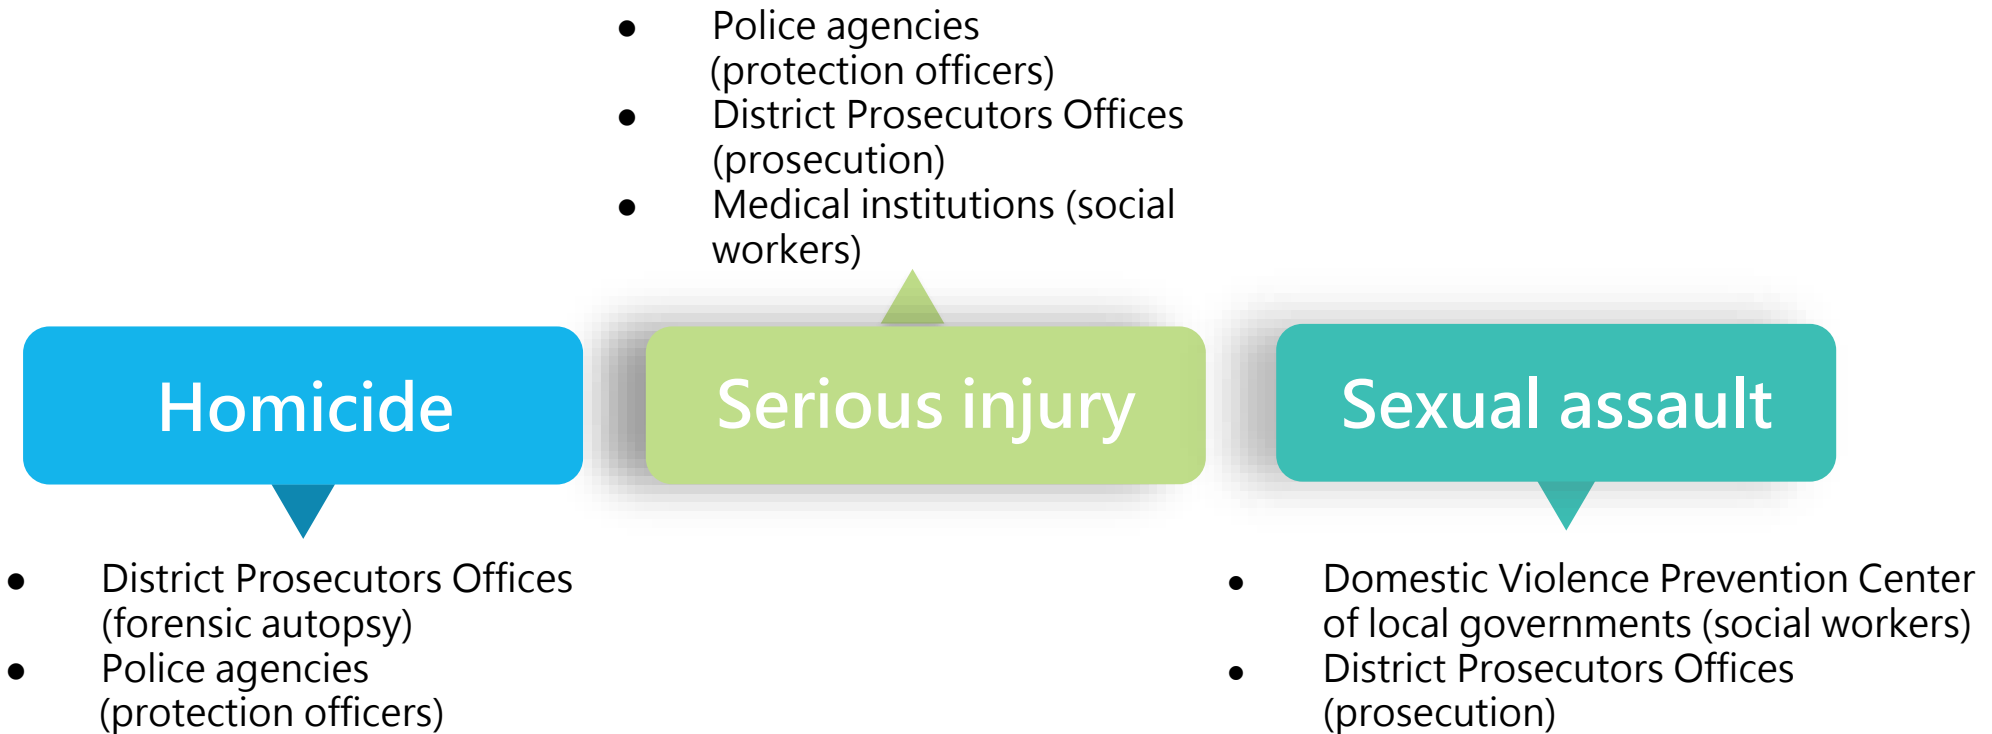 ● Police agencies
(protection officers)
● District Prosecutors Offices
(prosecution)
● Medical institutions (social
workers)
Homicide
Serious injury
Sexual assault
● District Prosecutors Offices
(forensic autopsy)
● Police agencies
(protection officers)
● Domestic Violence Prevention Center
of local governments (social workers)
● District Prosecutors Offices
(prosecution)